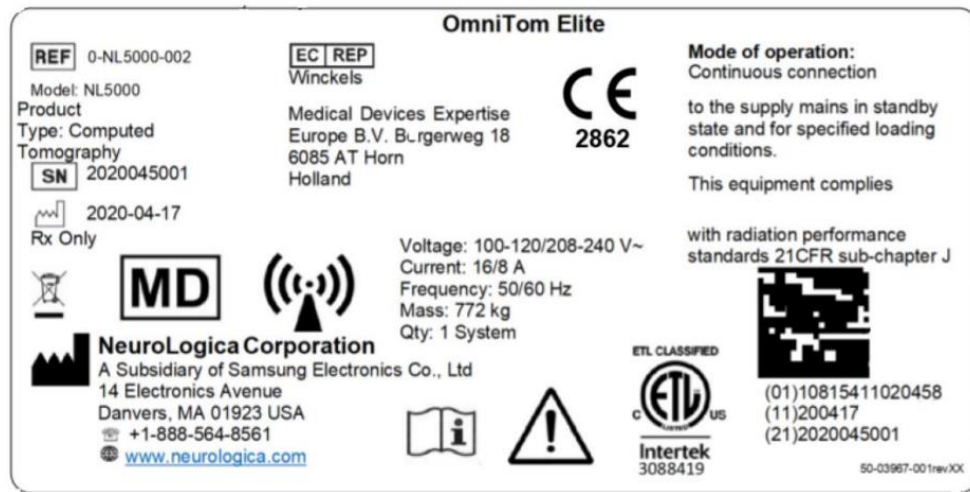 OmniTom Elite
REF 0-NL5000-002
Model: NL5000
Product
Type: Computed
Tomography
SN 2020045001
2020-04-17
Rx Only
EC REP
Winckels
Medical Devices Expertise
Europe B.V. Burgerweg 18
6085 AT Horn
Holland
CE
2862
Mode of operation:
Continuous connection
to the supply mains in standby
state and for specified loading
conditions.
This equipment complies
with radiation performance
standards 21CFR sub-chapter J
MD
Voltage: 100-120/208-240 V~
Current: 16/8 A
Frequency: 50/60 Hz
Mass: 772 kg
Qty: 1 System
NeuroLogica Corporation
A Subsidiary of Samsung Electronics Co., Ltd
14 Electronics Avenue
Danvers, MA 01923 USA
+1-888-564-8561
www.neurologica.com
ETL CLASSIFIED
C ETL US
LISTED
Intertek
3088419
(01)10815411020458
(11)200417
(21)2020045001
50-03967-001revXX